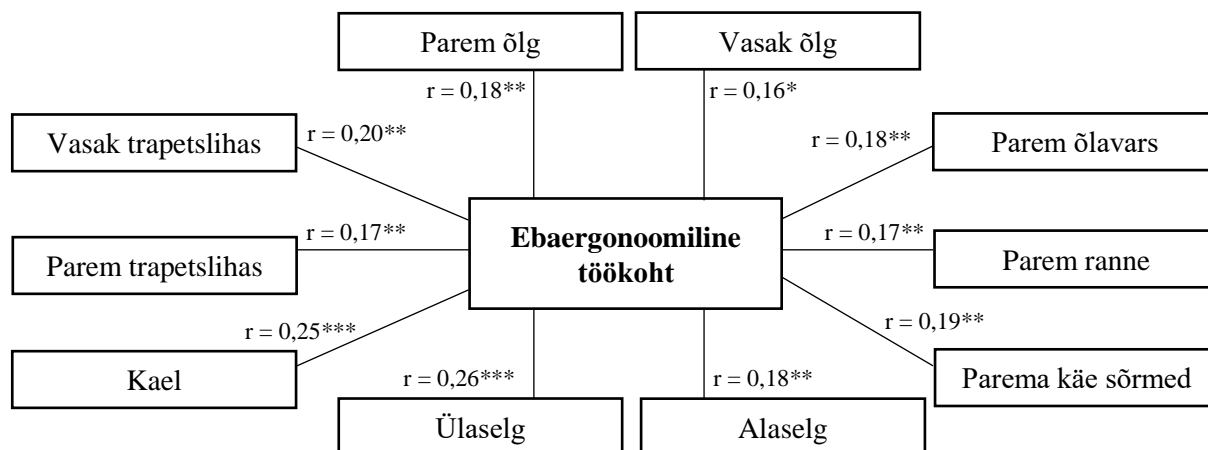 Parem õlg
Vasak õlg
r = 0,18**
r = 0,16*
Vasak trapetslihas
r = 0,20**
r = 0,18**
Parem õlavars
Ebaergonoomiline
töökoht
Parem trapetslihas
r = 0,17**
r = 0,17**
Parem ranne
Kael
r = 0,25***
r = 0,19**
Parema käe sõrmed
r = 0,26***
r = 0,18**
Ülaselg
Alaselg